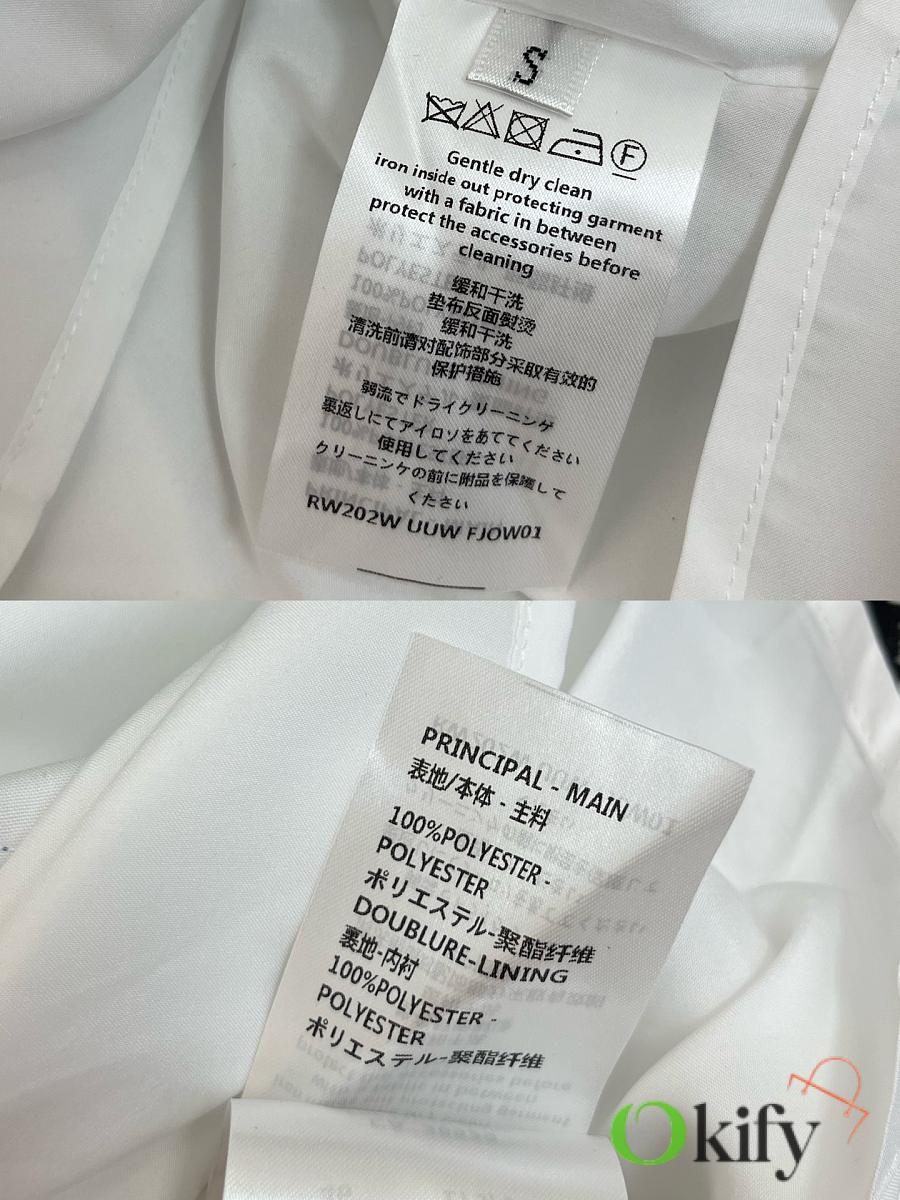 S
F
Gentle dry clean
iron inside out protecting garment
with a fabric in between
protect the accessories before
cleaning
缓和干洗
垫布反面熨烫
缓和干洗
清洗前请对配饰部分采取有效的
保护措施
弱流でドライクリーニンゲ
裏返しにてアイロソをあててください
使用してください
クリーニンケの前に附品を保護して
ください
RW202W UUW FJOW01
PRINCIPAL - MAIN
表地/本体 - 主料
100%POLYESTER -
POLYESTER
ポリエステル-聚酯纤维
DOUBLURE-LINING
裏地-内衬
100%POLYESTER -
POLYESTER
ポリエステル-聚酯纤维
Okify